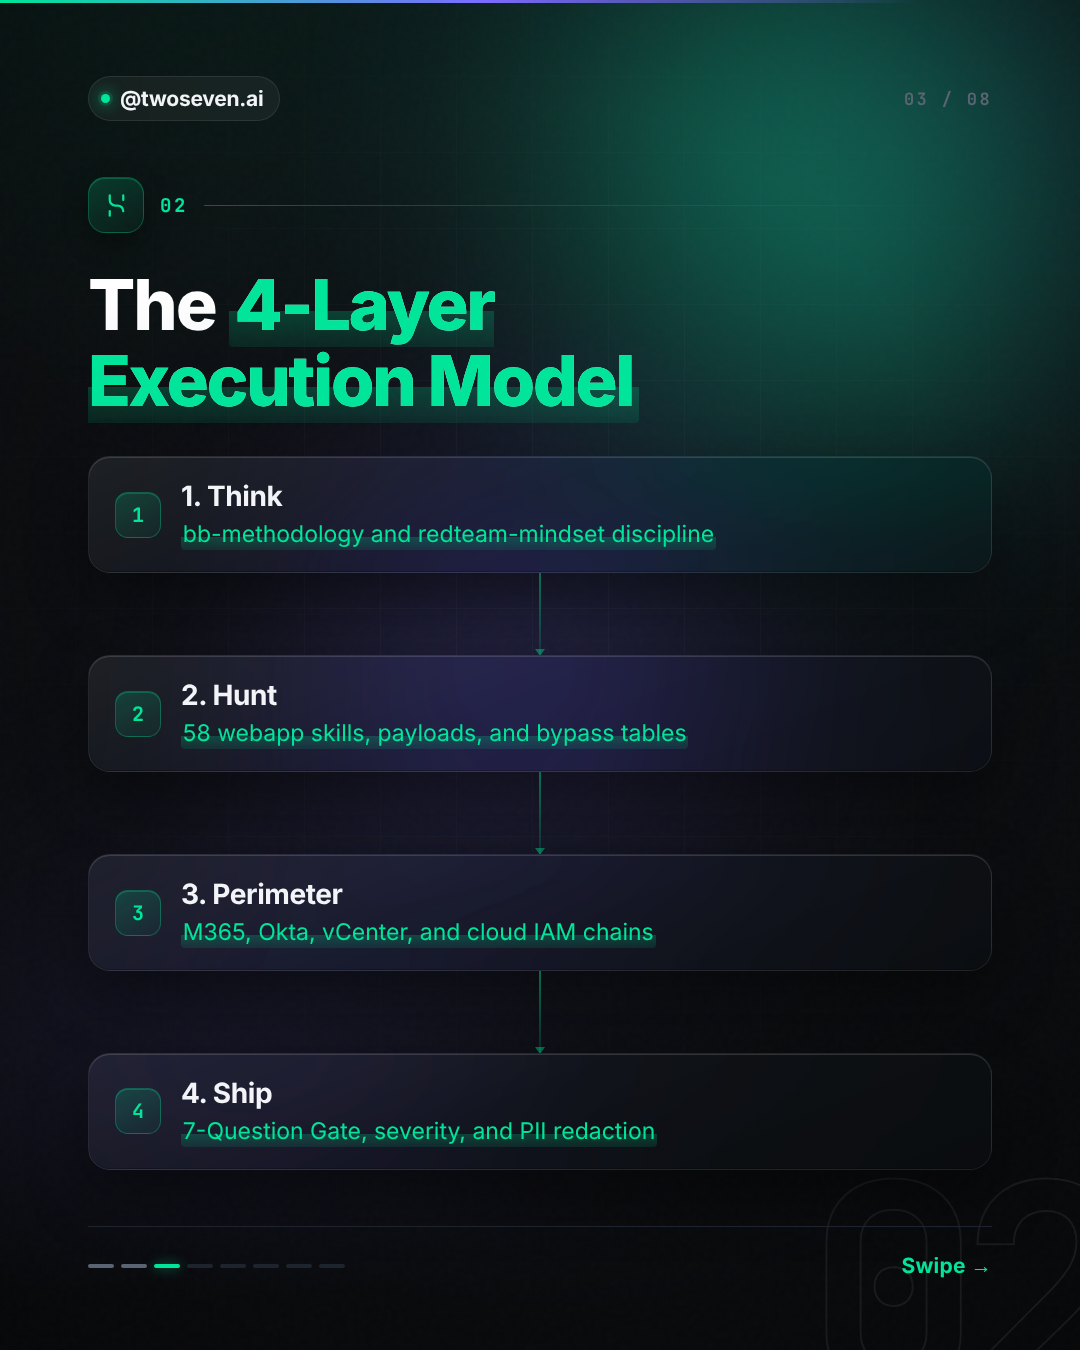 @twoseven.ai
03 / 08
02
The 4-Layer
Execution Model
1
1. Think
bb-methodology and redteam-mindset discipline
2
2. Hunt
58 webapp skills, payloads, and bypass tables
3
3. Perimeter
M365, Okta, vCenter, and cloud IAM chains
4
4. Ship
7-Question Gate, severity, and PII redaction
Swipe →
02